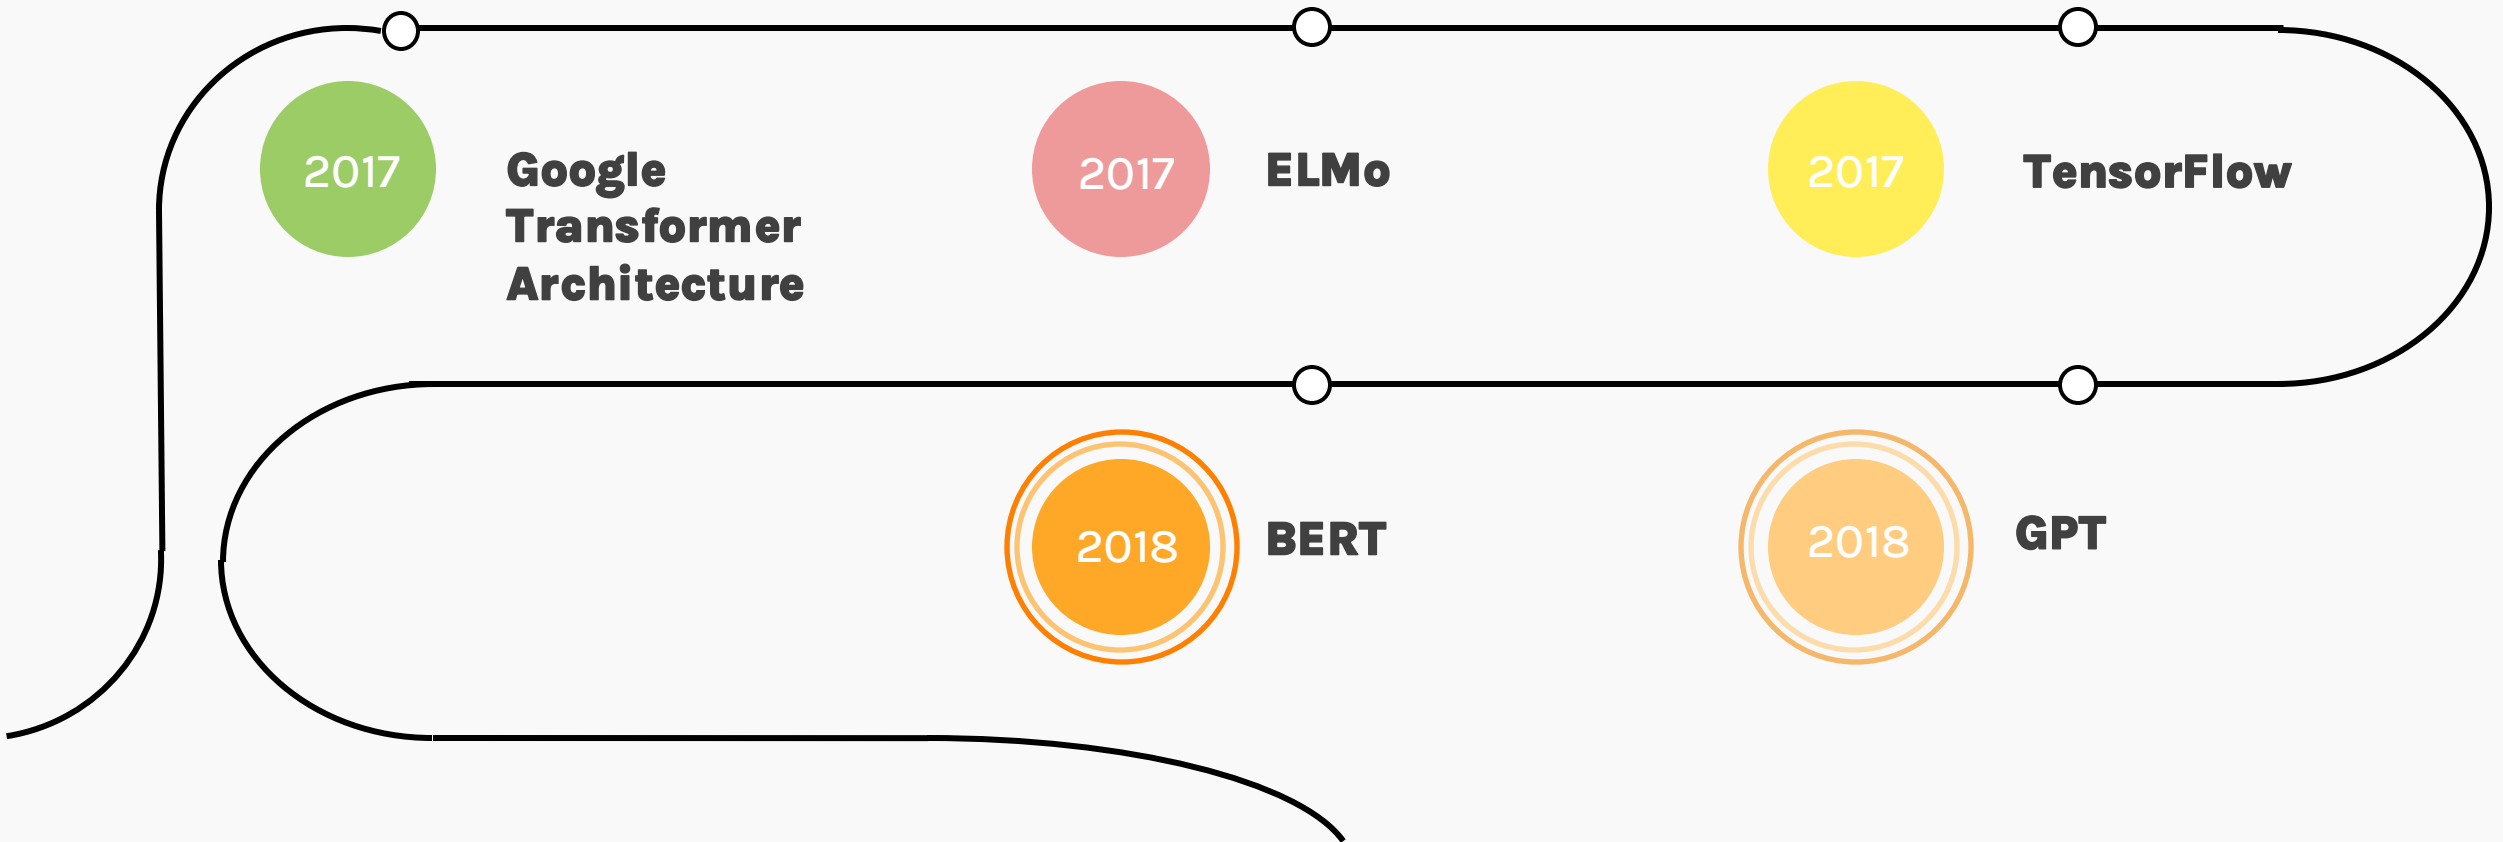 2017
Google
Transformer
Architecture
2017
ELMo
2017
TensorFlow
2018
BERT
2018
GPT